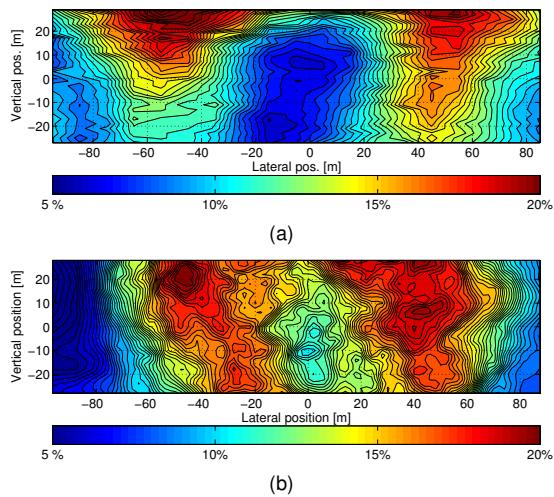 20
10
0
−10
−20
Vertical pos. [m]
−80 −60 −40 −20 0 20 40 60 80
Lateral pos. [m]
5 % 10% 15% 20%
(a)
20
10
0
−10
−20
Vertical position [m]
−80 −60 −40 −20 0 20 40 60 80
Lateral position [m]
5 % 10% 15% 20%
(b)